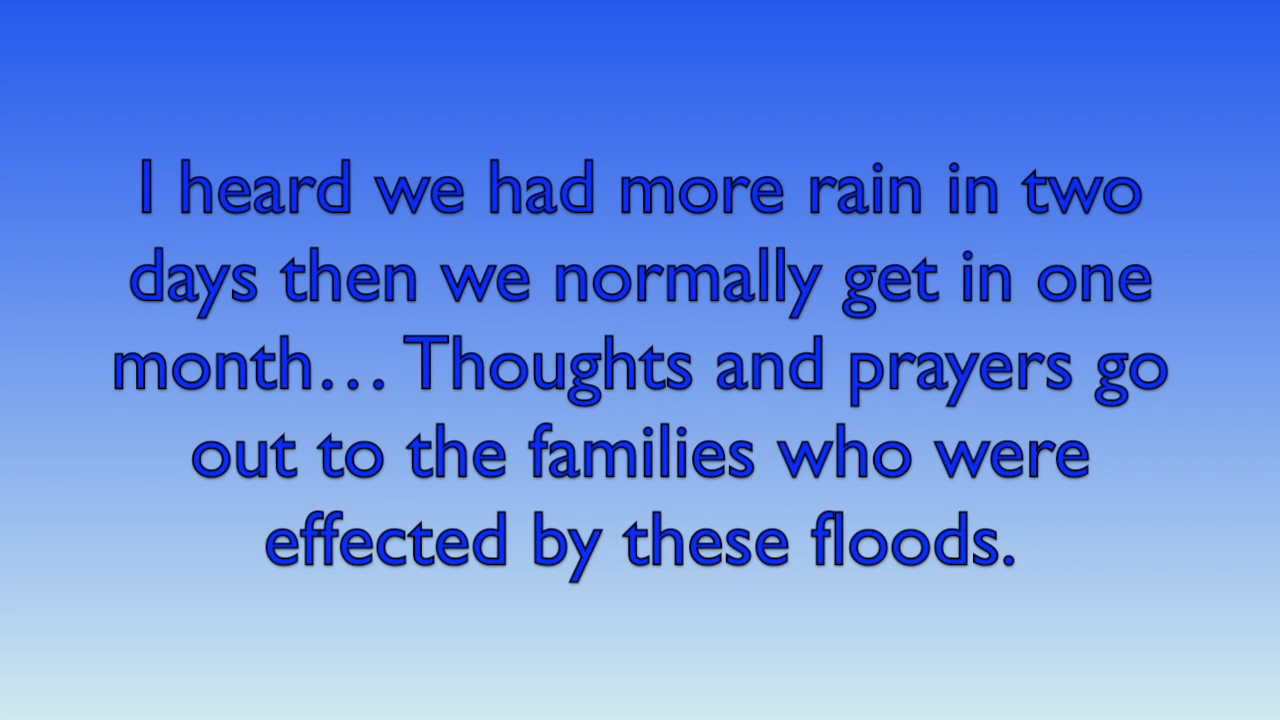 I heard we had more rain in two
days then we normally get in one
month... Thoughts and prayers go
out to the families who were
effected by these floods.